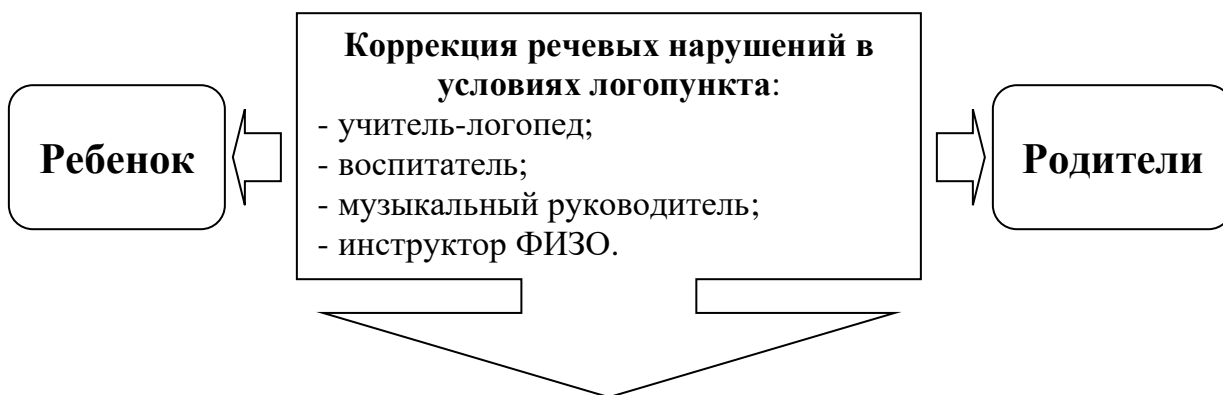 Коррекция речевых нарушений в
условиях логопункта:
- учитель-логопед;
- воспитатель;
- музыкальный руководитель;
- инструктор ФИЗО.
Ребенок
Родители